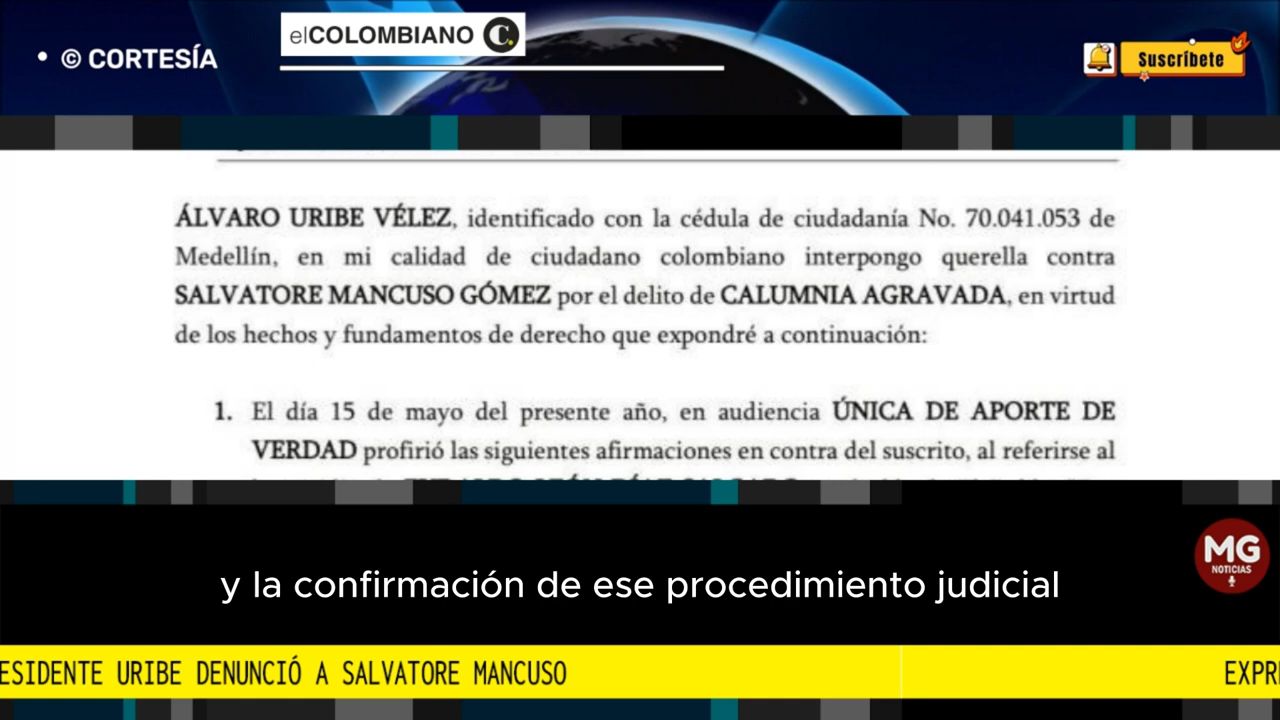 • © CORTESÍA
elCOLOMBIANO C.
Suscríbete
ÁLVARO URIBE VÉLEZ, identificado con la cédula de ciudadanía No. 70.041.053 de
Medellín, en mi calidad de ciudadano colombiano interpongo querella contra
SALVATORE MANCUSO GÓMEZ por el delito de CALUMNIA AGRAVADA, en virtud
de los hechos y fundamentos de derecho que expondré a continuación:
1. El día 15 de mayo del presente año, en audiencia ÚNICA DE APORTE DE
VERDAD profirió las siguientes afirmaciones en contra del suscrito, al referirse al
MG
NOTICIAS
y la confirmación de ese procedimiento judicial
ESIDENTE URIBE DENUNCIÓ A SALVATORE MANCUSO
EXPR